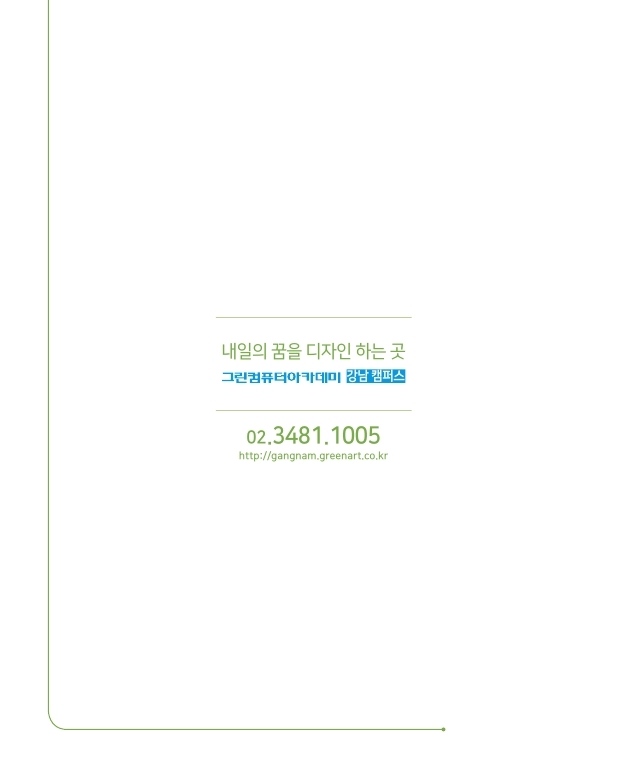 내일의 꿈을 디자인 하는 곳
그린컴퓨터아카데미 강남 캠퍼스
02.3481.1005
http://gangnam.greenart.co.kr